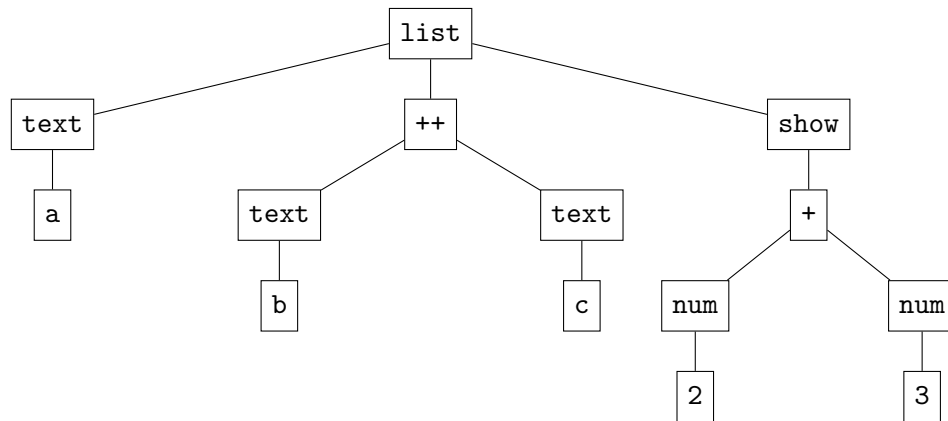 list
text ++ show
a text text +
b c num num
2 3